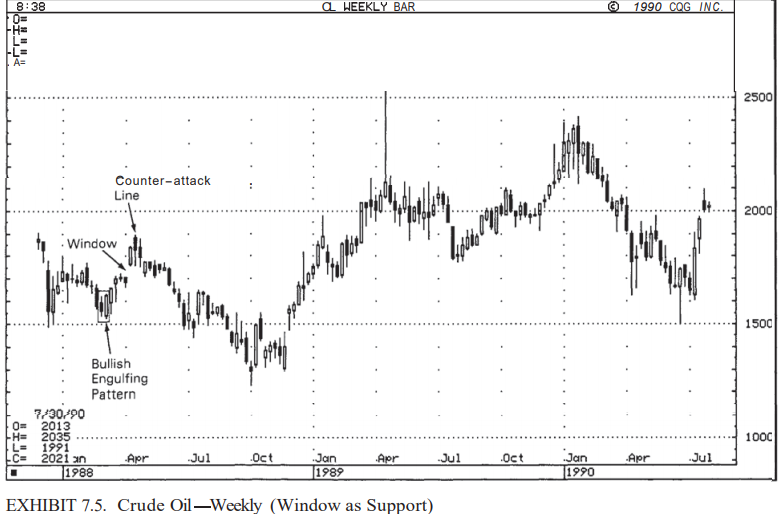 8:38 CL WEEKLY BAR © 1990 CQG INC.
O=
H=
L=
L=
A=
2500
Counter-attack
Line
2000
Window
1500
Bullish
Engulfing
Pattern
7/30/90
O= 2013
H= 2035
L= 1991
1000
C= 2021 an Apr Jul Oct Jan Apr Jul Oct Jan Apr Jul
1988 1989 1990
EXHIBIT 7.5. Crude Oil—Weekly (Window as Support)